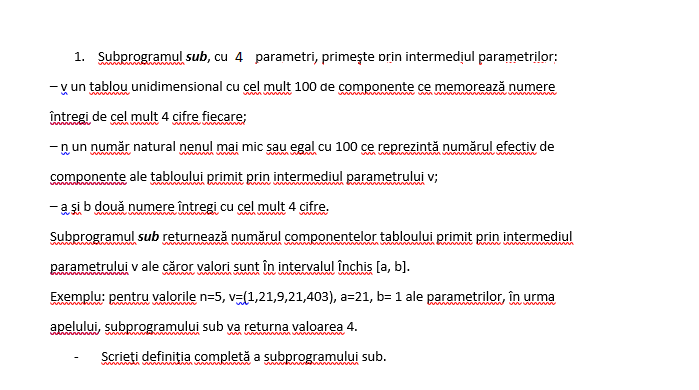 1. Subprogramul sub, cu 4 parametri, primește prin intermediul parametrilor:
– v un tablou unidimensional cu cel mult 100 de componente ce memorează numere
întregi de cel mult 4 cifre fiecare;
– n un număr natural nenul mai mic sau egal cu 100 ce reprezintă numărul efectiv de
componente ale tabloului primit prin intermediul parametrului v;
– a și b două numere întregi cu cel mult 4 cifre.
Subprogramul sub returnează numărul componentelor tabloului primit prin intermediul
parametrului v ale căror valori sunt în intervalul închis [a, b].
Exemplu: pentru valorile n=5, v=(1,21,9,21,403), a=21, b= 1 ale parametrilor, în urma
apelului, subprogramului sub va returna valoarea 4.
- Scrieți definiția completă a subprogramului sub.